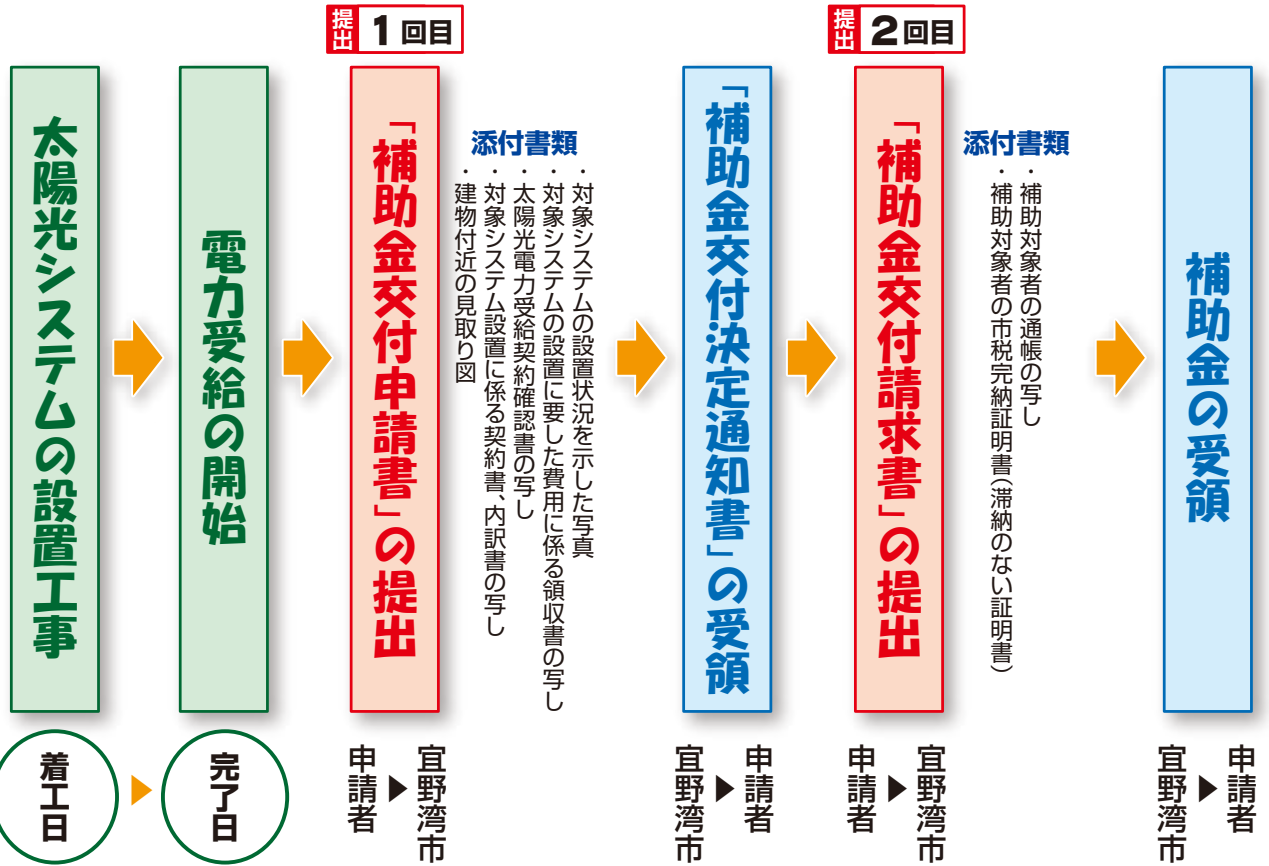 太陽光システムの設置工事
着工日
電力受給の開始
完了日
提出 1回目
「補助金交付申請書」の提出
添付書類
・対象システムの設置状況を示した写真
・対象システムの設置に要した費用に係る領収書の写し
・太陽光電力受給契約確認書の写し
・対象システム設置に係る契約書、内訳書の写し
・建物付近の見取り図
申請者▶宜野湾市
「補助金交付決定通知書」の受領
宜野湾市▶申請者
提出 2回目
「補助金交付請求書」の提出
添付書類
・補助対象者の通帳の写し
・補助対象者の市税完納証明書(滞納のない証明書)
申請者▶宜野湾市
補助金の受領
宜野湾市▶申請者